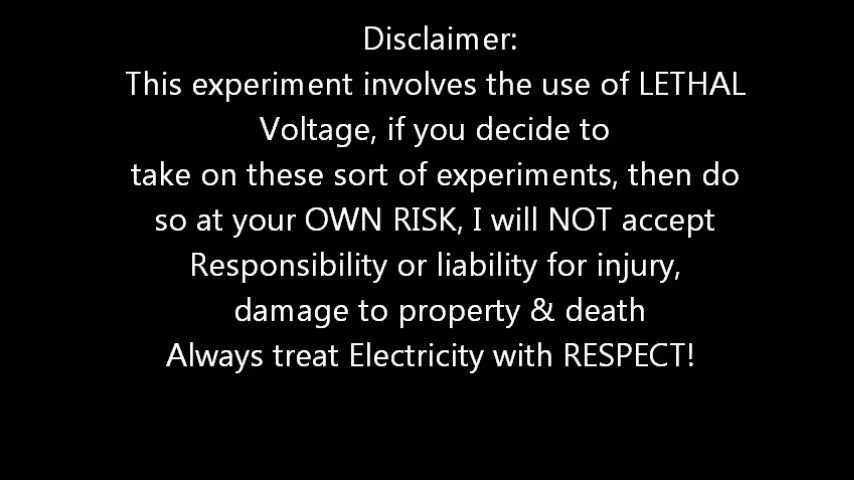 Disclaimer:
This experiment involves the use of LETHAL
Voltage, if you decide to
take on these sort of experiments, then do
so at your OWN RISK, I will NOT accept
Responsibility or liability for injury,
damage to property & death
Always treat Electricity with RESPECT!